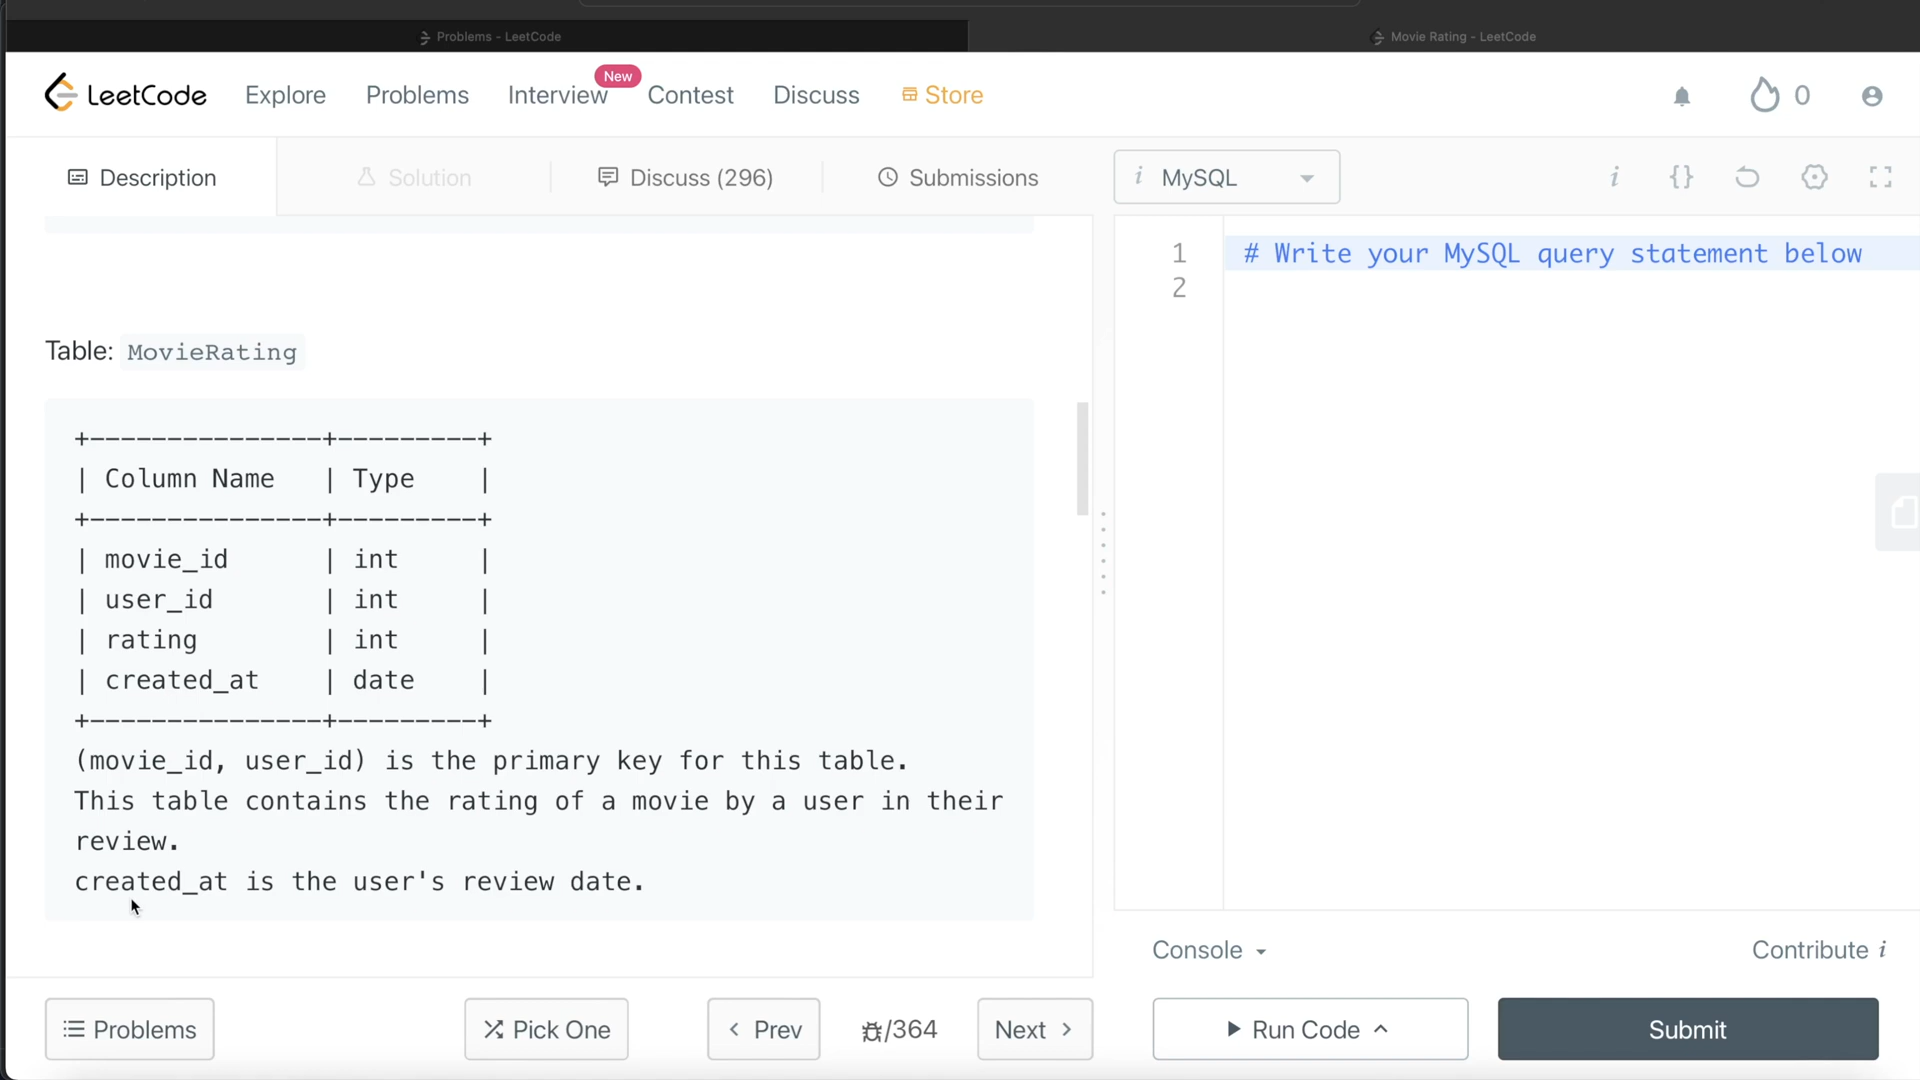 Problems - LeetCode
Movie Rating - LeetCode
LeetCode Explore Problems Interview New Contest Discuss Store 0
Description Solution Discuss (296) Submissions
i MySQL i {}
1 # Write your MySQL query statement below
2
Table: MovieRating
+---------------+---------+
| Column Name   | Type    |
+---------------+---------+
| movie_id      | int     |
| user_id       | int     |
| rating        | int     |
| created_at    | date    |
+---------------+---------+
(movie_id, user_id) is the primary key for this table.
This table contains the rating of a movie by a user in their
review.
created_at is the user's review date.
Console Contribute i
Problems Pick One Prev /364 Next Run Code Submit